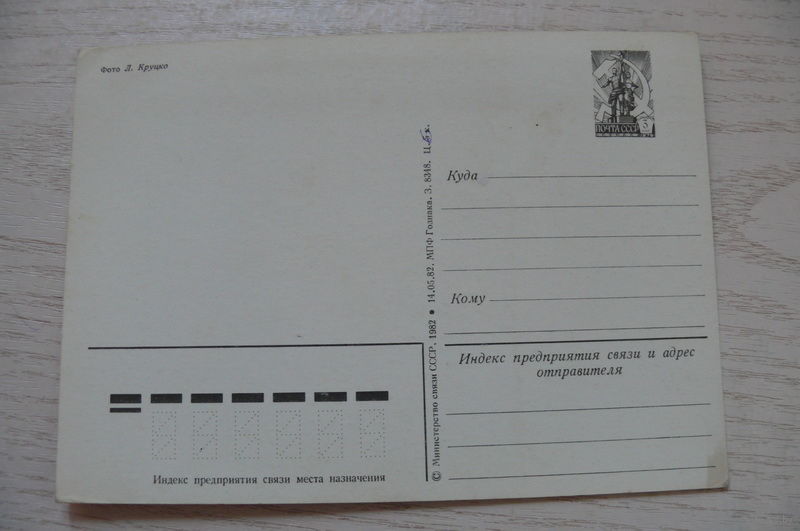 Фото Л. Круцко
ПОЧТА СССР 3
Куда
Кому
Индекс предприятия связи и адрес
отправителя
© Министерство связи СССР, 1982 • 14.05.82. МПФ Гознака. З. 8348. Ц.
Индекс предприятия связи места назначения